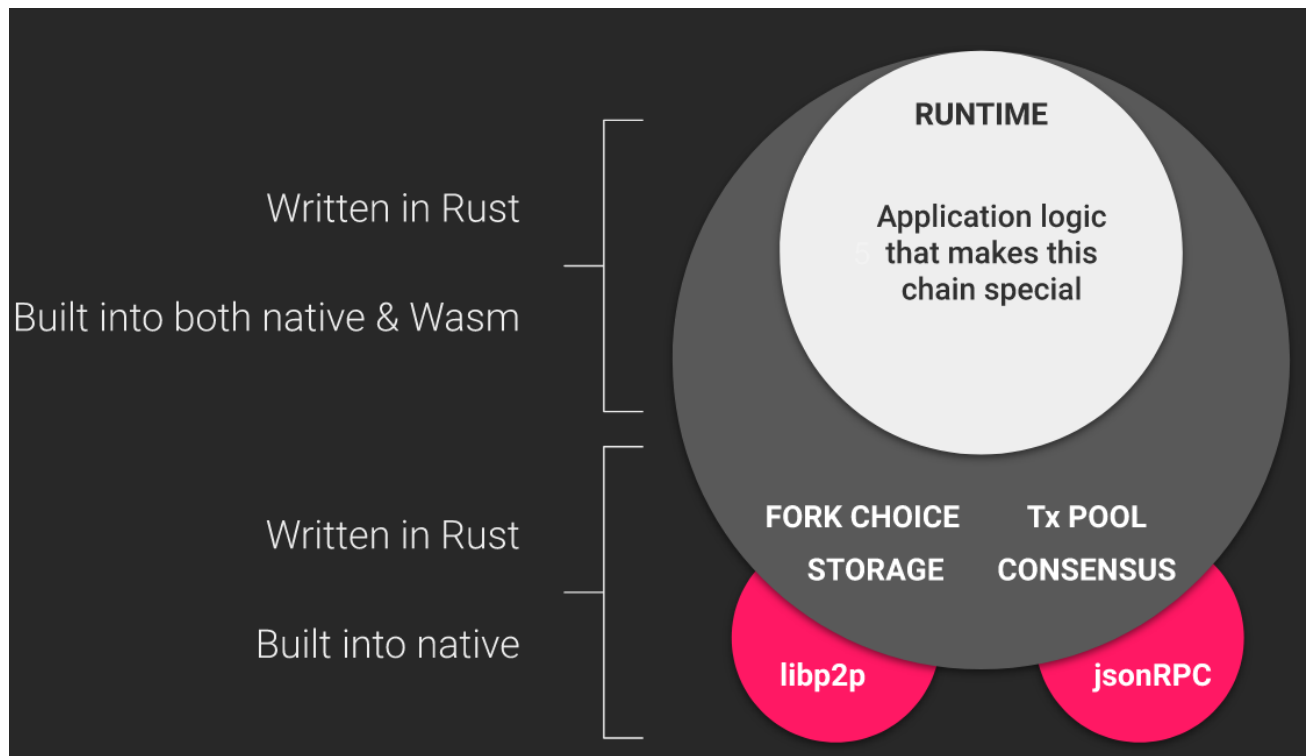 RUNTIME
Written in Rust
Application logic
5
that makes this
chain special
Built into both native & Wasm
FORK CHOICE
Tx POOL
Written in Rust
STORAGE
CONSENSUS
Built into native
libp2p
jsonRPC